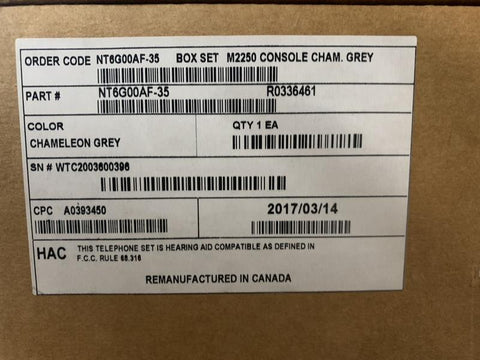 ORDER CODE NT6G00AF-35 BOX SET M2250 CONSOLE CHAM. GREY
PART # NT6G00AF-35 R0336461
COLOR QTY 1 EA
CHAMELEON GREY
SN # WTC2003600396
CPC A0393450 2017/03/14
HAC THIS TELEPHONE SET IS HEARING AID COMPATIBLE AS DEFINED IN
F.C.C. RULE 68.316
REMANUFACTURED IN CANADA